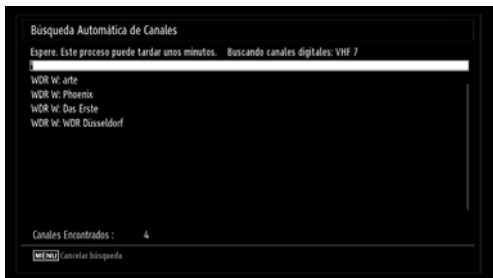 Búsqueda Automática de Canales
Espere. Este proceso puede tardar unos minutos. Buscando canales digitales: VHF 7
WDR W: arte
WDR W: Phoenix
WDR W: Das Erste
WDR W: WDR Düsseldorf
Canales Encontrados : 4
MENU Cancelar búsqueda